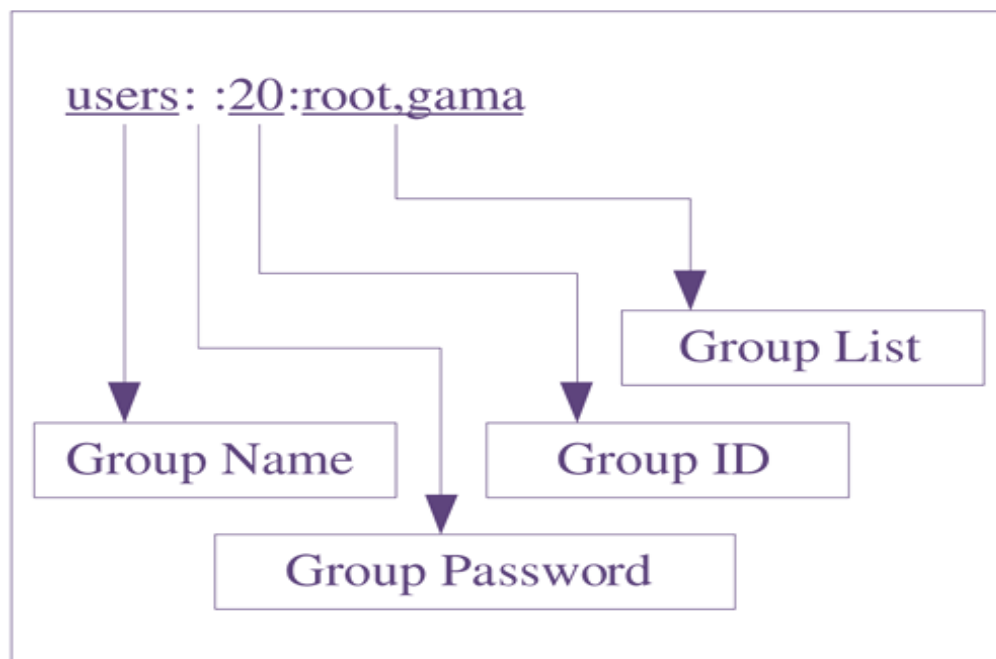 users: :20:root,gama
Group List
Group Name
Group ID
Group Password